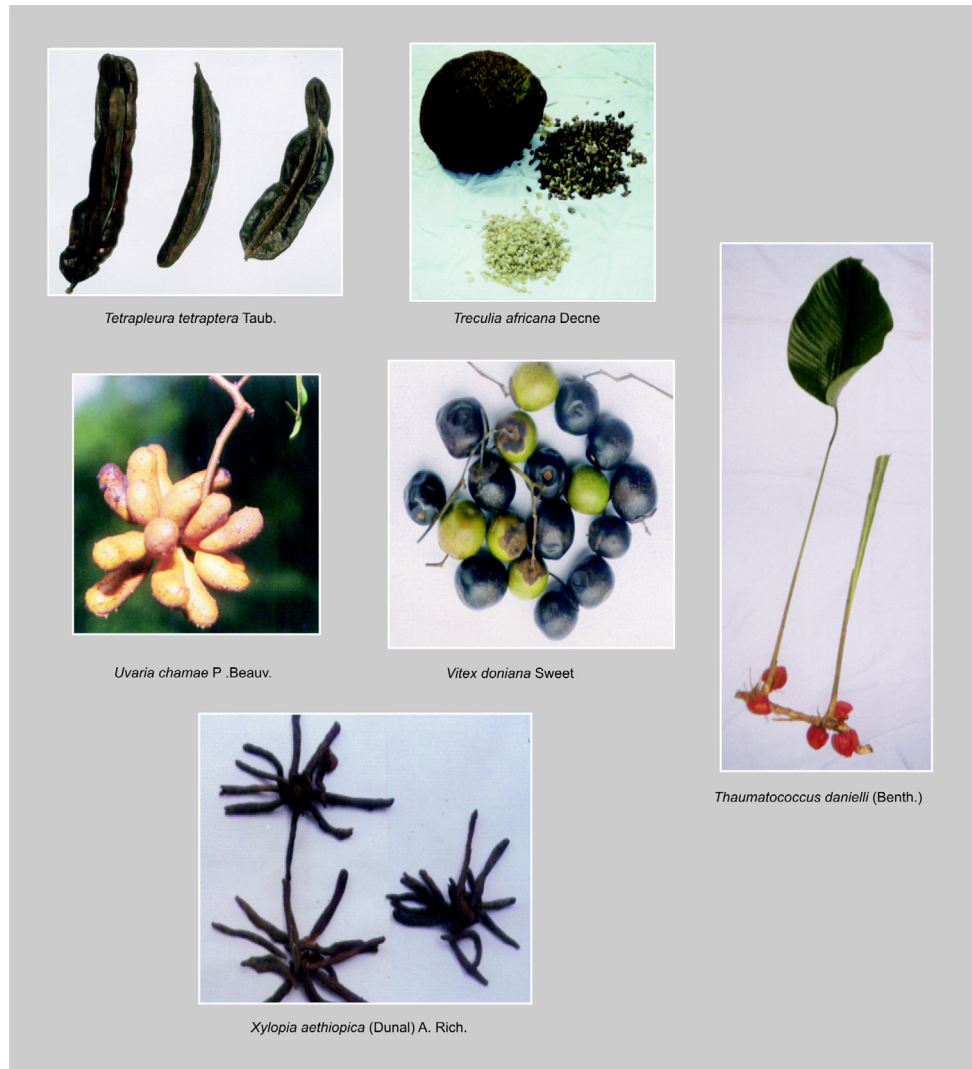 Tetrapleura tetraptera Taub.
Treculia africana Decne
Uvaria chamae P .Beauv.
Vitex doniana Sweet
Thaumatococcus danielli (Benth.)
Xylopia aethiopica (Dunal) A. Rich.